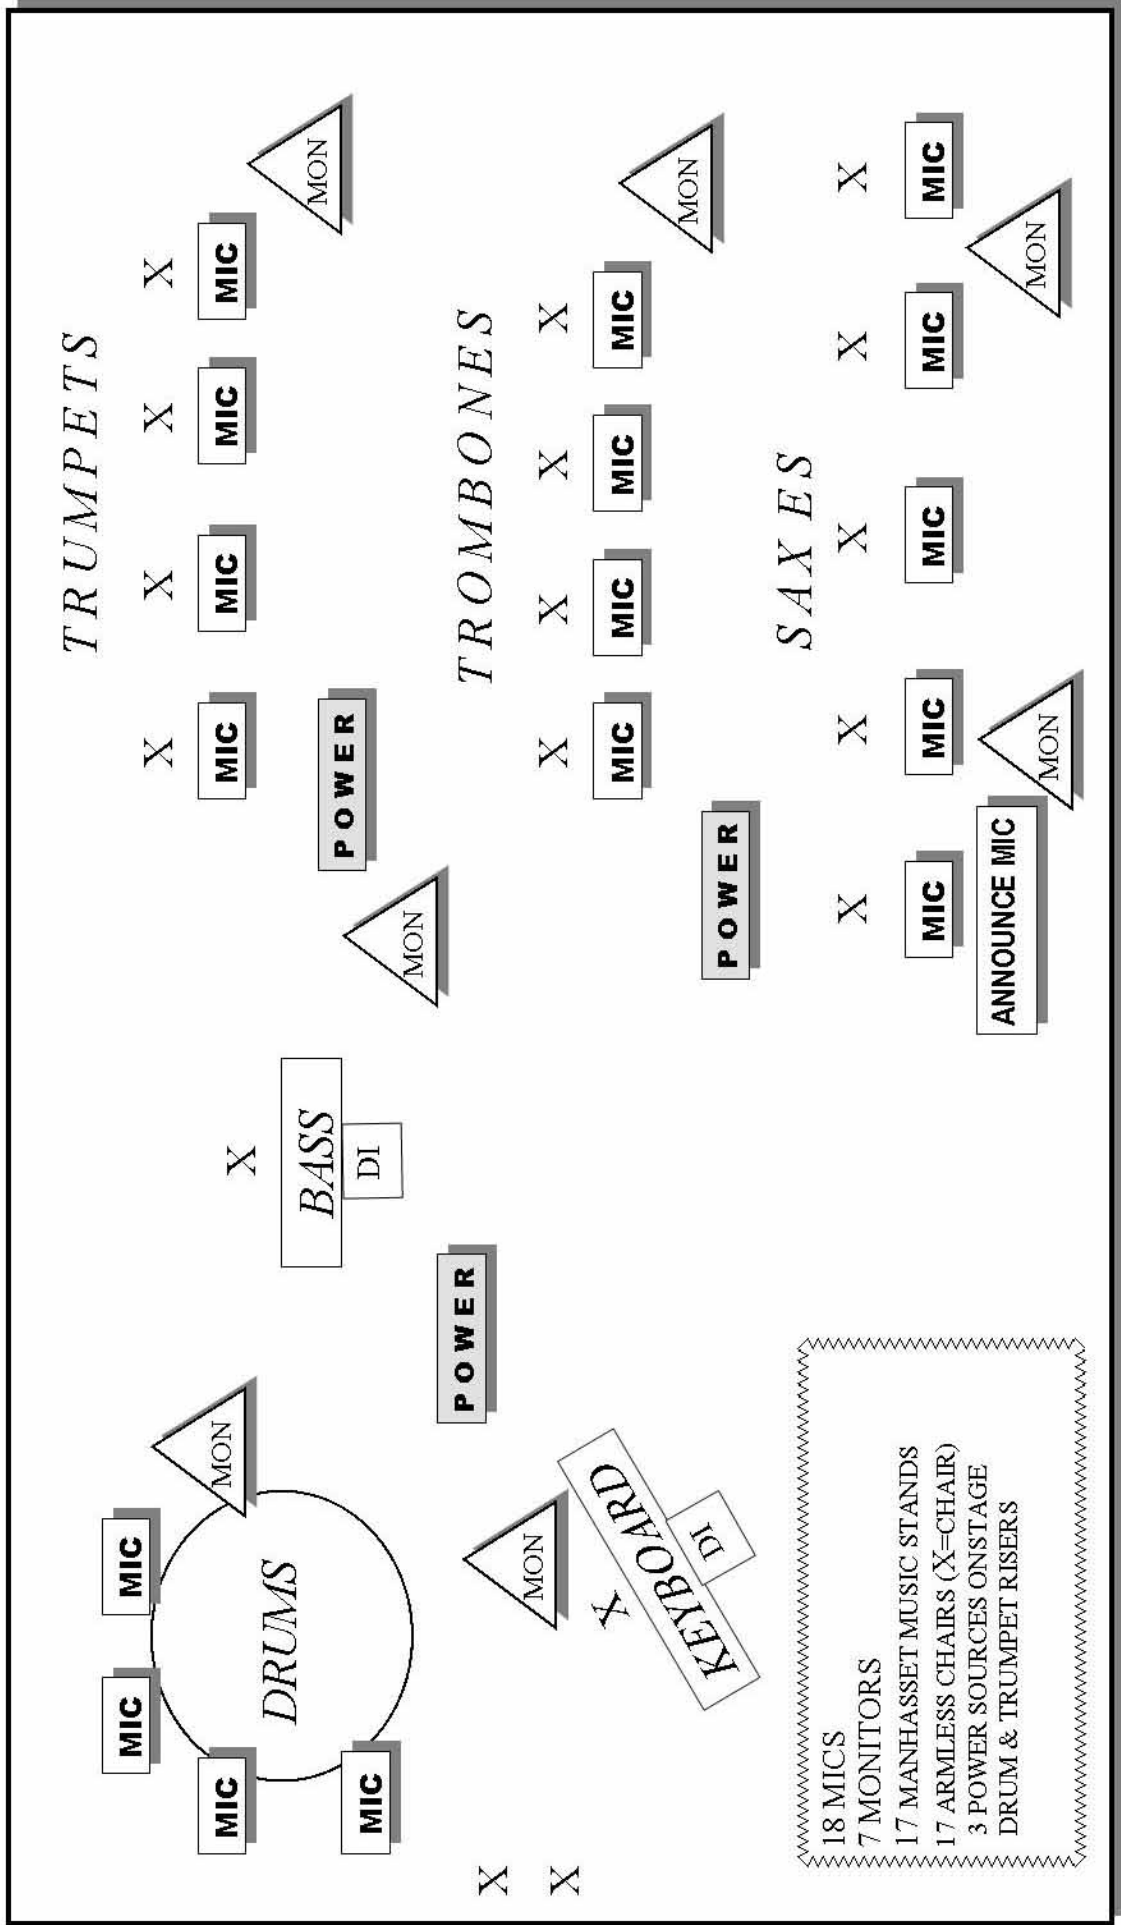 TRUMPETS
MIC MIC
X X X X
MIC MON MIC MIC MIC MIC
X
DRUMS
BASS
MON
POWER
DI
MIC
MON
POWER
TROMBONES
X
MON
X X X X
X
X
KEYBOARD
MIC MIC MIC MIC
MON
DI
POWER
SAXES
X X X X X
MIC MIC MIC MIC MIC
ANNOUNCE MIC
MON MON
18 MICS
7 MONITORS
17 MANHASSET MUSIC STANDS
17 ARMLESS CHAIRS (X=CHAIR)
3 POWER SOURCES ONSTAGE
DRUM & TRUMPET RISERS